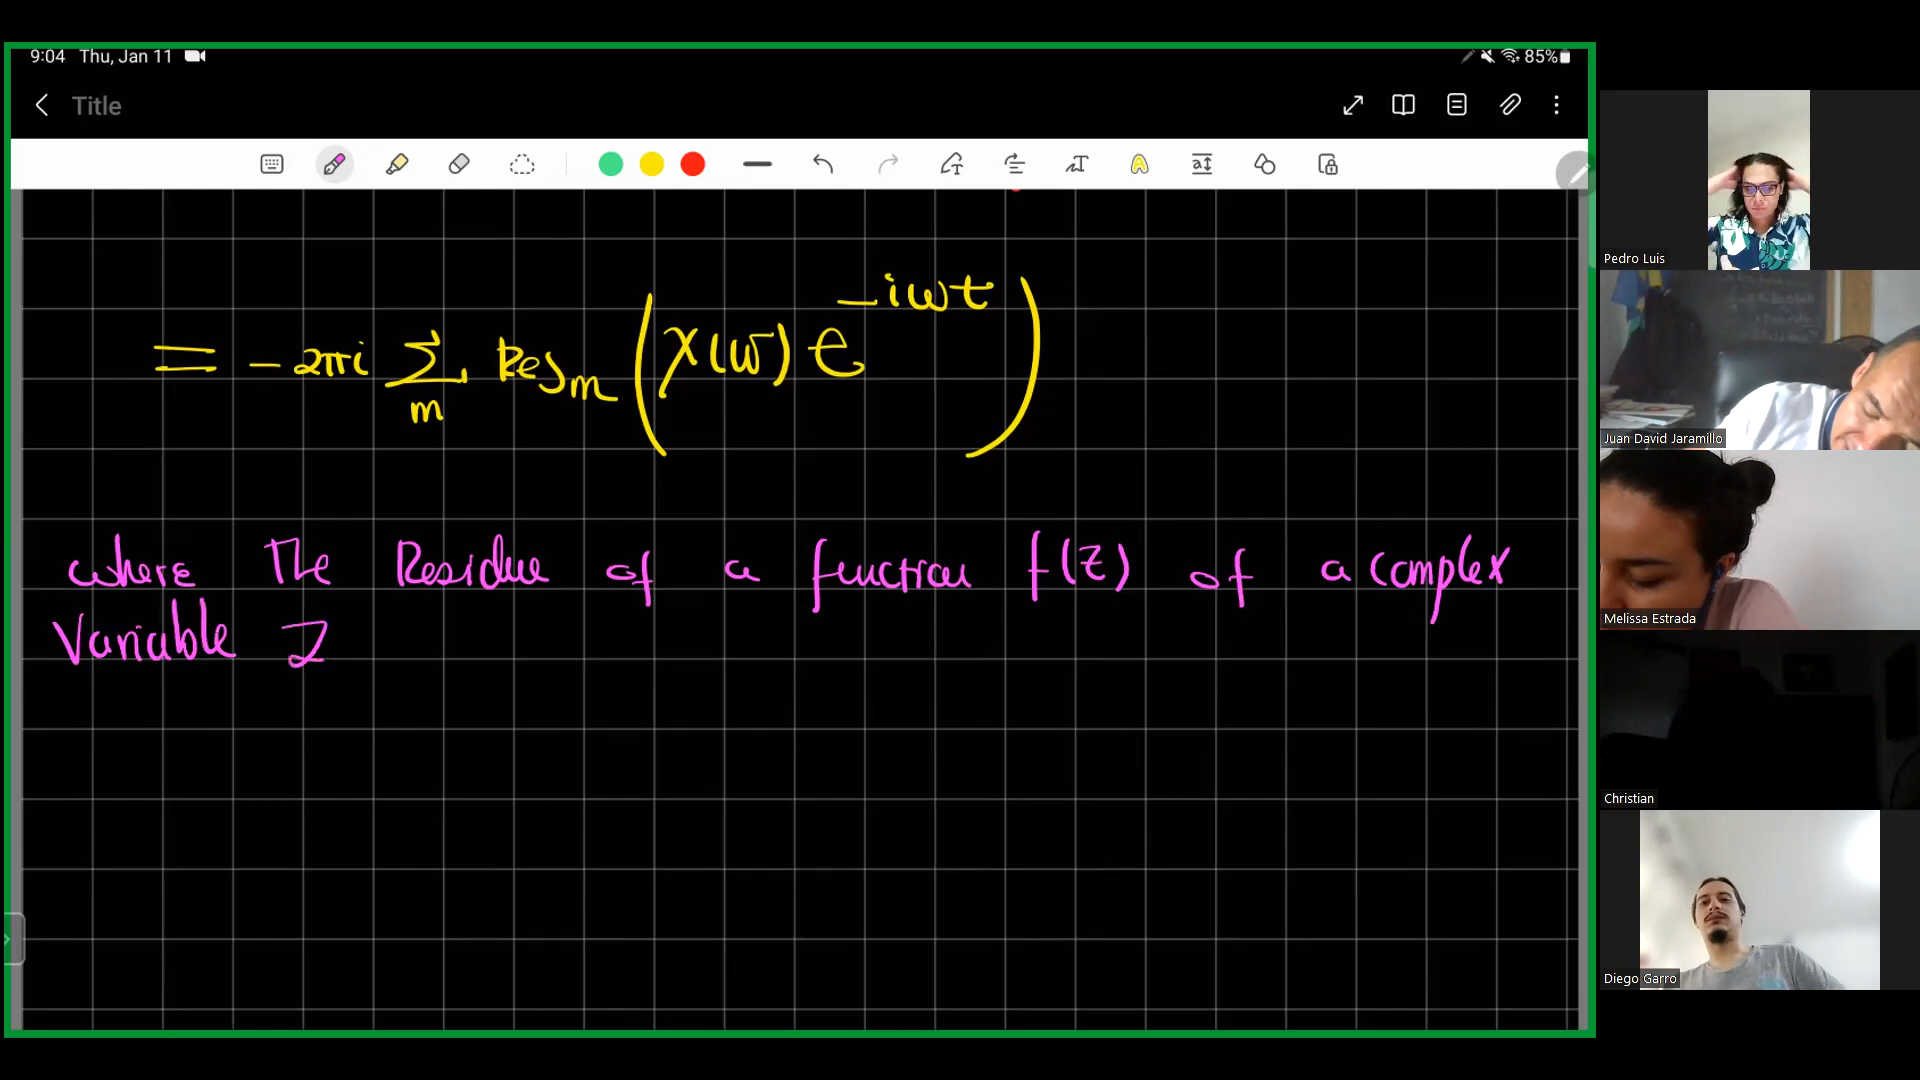 9:04 Thu, Jan 11
85%
Title
= -2πi Σ Res_m (χ(ω) e^{-iωt})
m
where The Residue of a function f(z) of a complex
Variable Z
Pedro Luis
Juan David Jaramillo
Melissa Estrada
Christian
Diego Garro